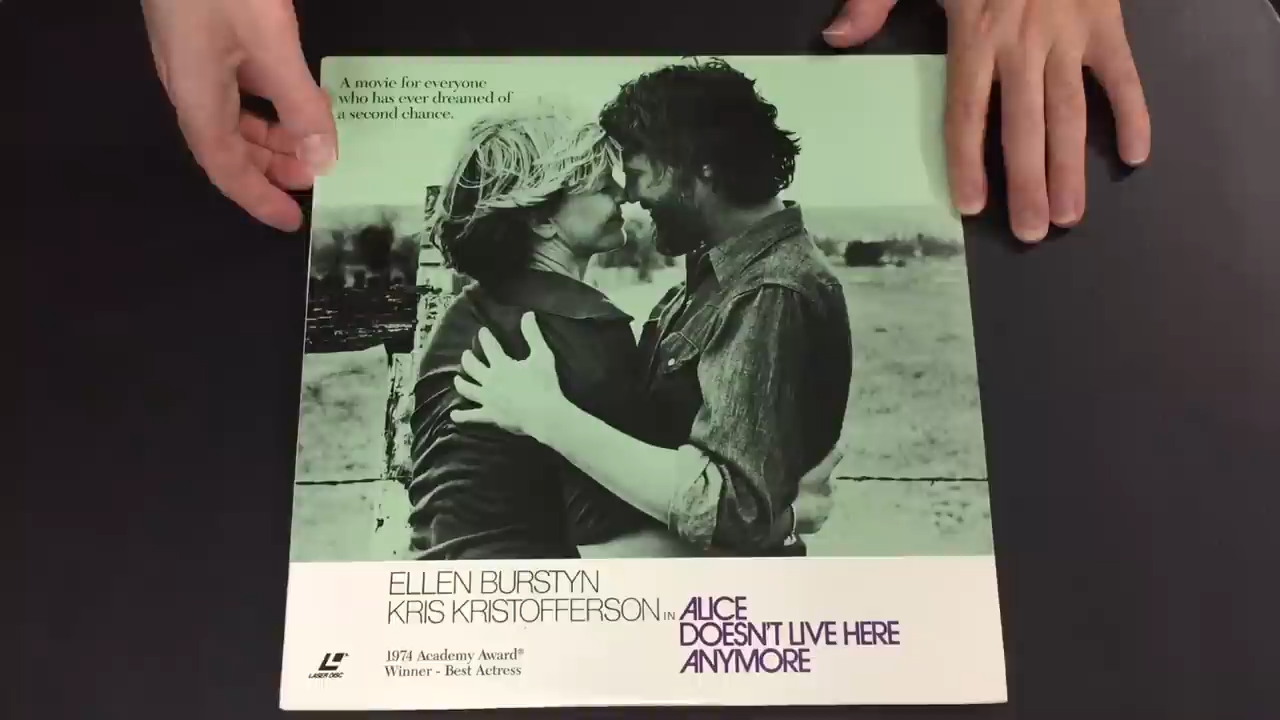 A movie for everyone
who has ever dreamed of
a second chance.
ELLEN BURSTYN
KRIS KRISTOFFERSON IN ALICE
DOESN'T LIVE HERE
ANYMORE
1974 Academy Award®
Winner - Best Actress
LASER DISC